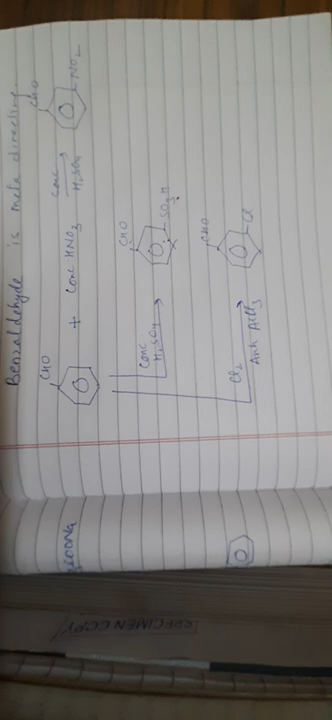 Benzaldehyde is meta directing.
CHO
CHO
+ Conc HNO3 Conc H2SO4 NO2
CHO
Conc H2SO4 SO3H
CHO
Cl2 Anh AlCl3 Cl
COONa
SPECIMEN COPY